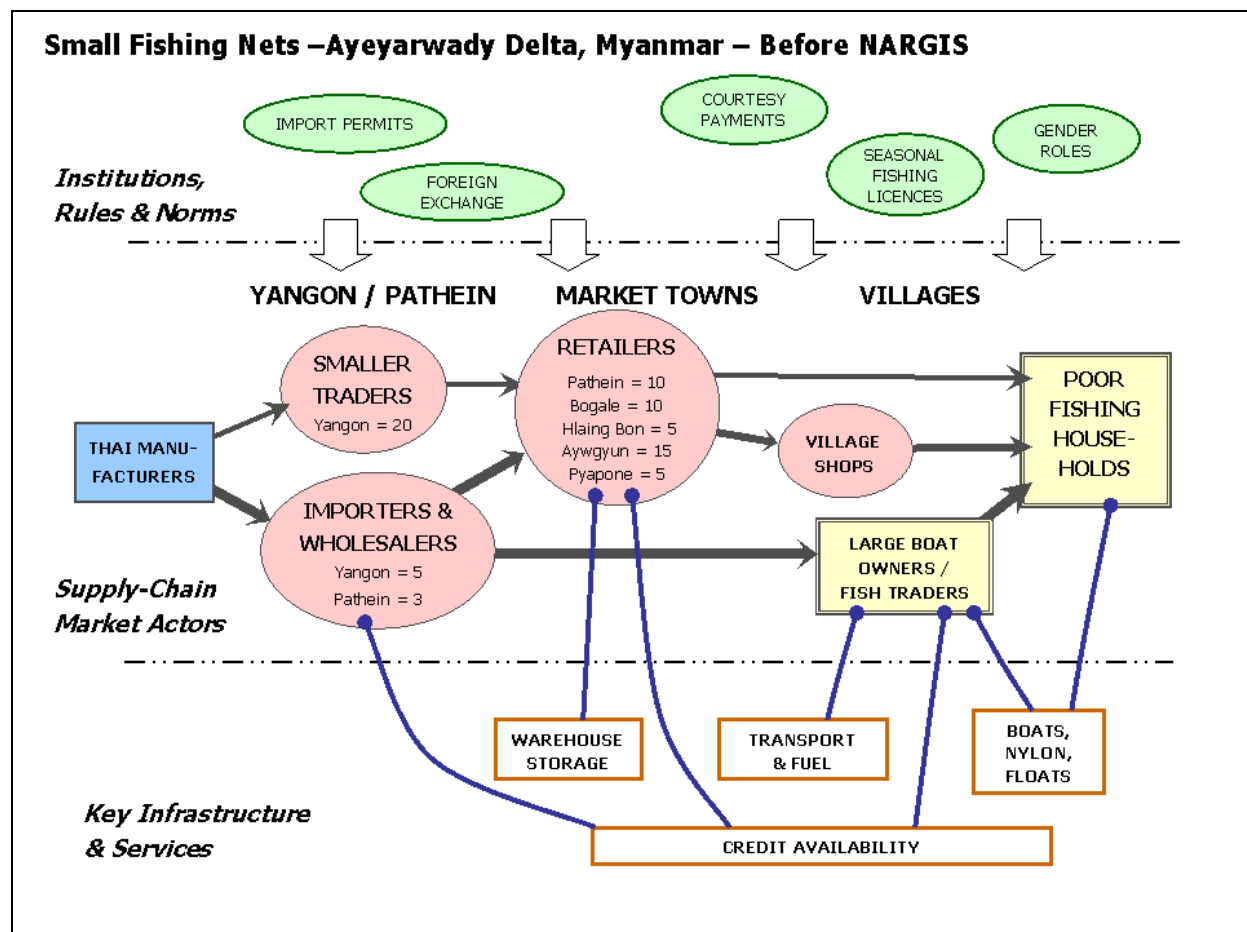 Small Fishing Nets –Ayeyarwady Delta, Myanmar – Before NARGIS
IMPORT PERMITS
FOREIGN
EXCHANGE
COURTESY
PAYMENTS
SEASONAL
FISHING
LICENCES
GENDER
ROLES
Institutions,
Rules & Norms
YANGON / PATHEIN
MARKET TOWNS
VILLAGES
THAI MANU-
FACTURERS
SMALLER
TRADERS
Yangon = 20
IMPORTERS &
WHOLESALERS
Yangon = 5
Pathein = 3
RETAILERS
Pathein = 10
Bogale = 10
Hlaing Bon = 5
Aywgyun = 15
Pyapone = 5
VILLAGE
SHOPS
LARGE BOAT
OWNERS /
FISH TRADERS
POOR
FISHING
HOUSE-
HOLDS
Supply-Chain
Market Actors
WAREHOUSE
STORAGE
TRANSPORT
& FUEL
BOATS,
NYLON,
FLOATS
Key Infrastructure
& Services
CREDIT AVAILABILITY